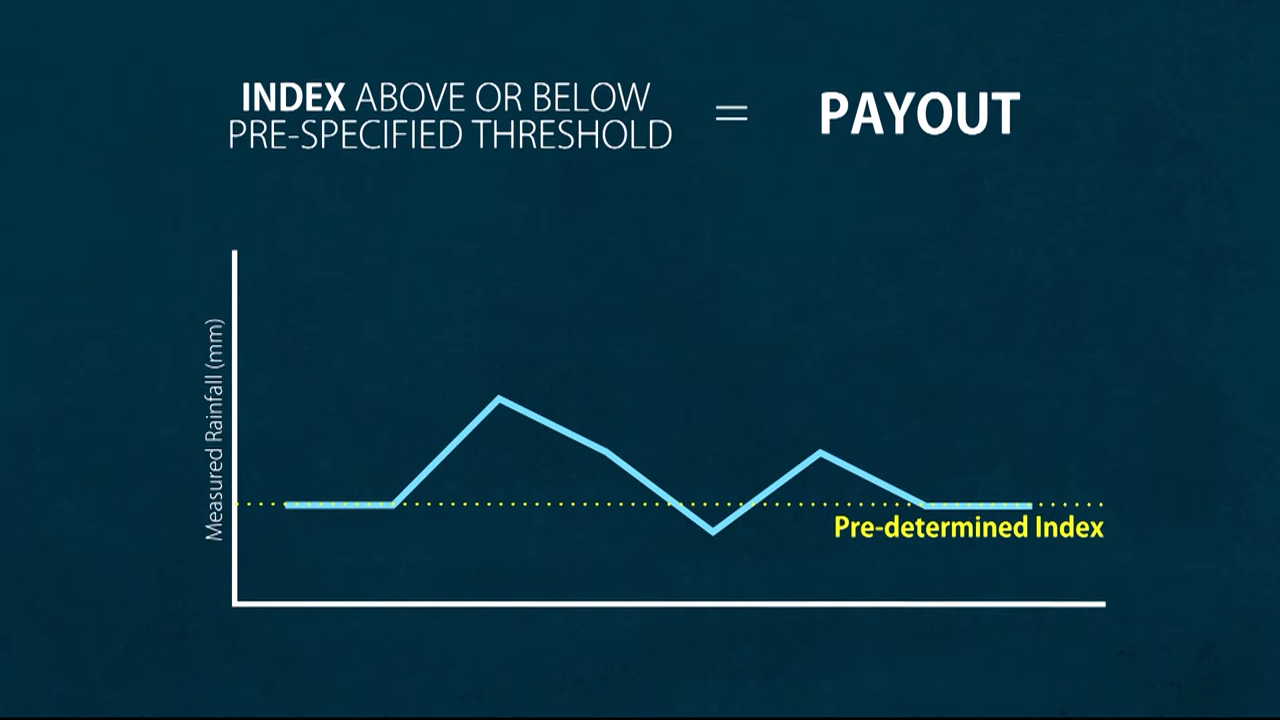 INDEX ABOVE OR BELOW
PRE-SPECIFIED THRESHOLD
=
PAYOUT
Measured Rainfall (mm)
Pre-determined Index